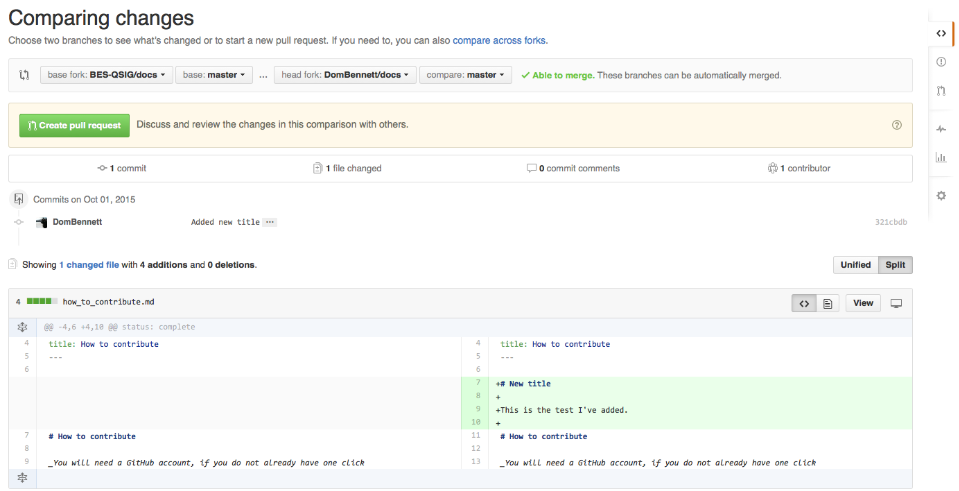 Comparing changes
Choose two branches to see what's changed or to start a new pull request. If you need to, you can also compare across forks.
base fork: BES-QSIG/docs base: master ... head fork: DomBennett/docs compare: master ✓ Able to merge. These branches can be automatically merged.
Create pull request Discuss and review the changes in this comparison with others.
1 commit 1 file changed 0 commit comments 1 contributor
Commits on Oct 01, 2015
DomBennett Added new title ... 321cbdb
Showing 1 changed file with 4 additions and 0 deletions. Unified Split
4 how_to_contribute.md <> View
@@ -4,6 +4,10 @@ status: complete
4 title: How to contribute 4 title: How to contribute
5 --- 5 ---
6 6
7 +# New title
8 +
9 +This is the test I've added.
10 +
7 # How to contribute 11 # How to contribute
8 12
9 _You will need a GitHub account, if you do not already have one click 13 _You will need a GitHub account, if you do not already have one click